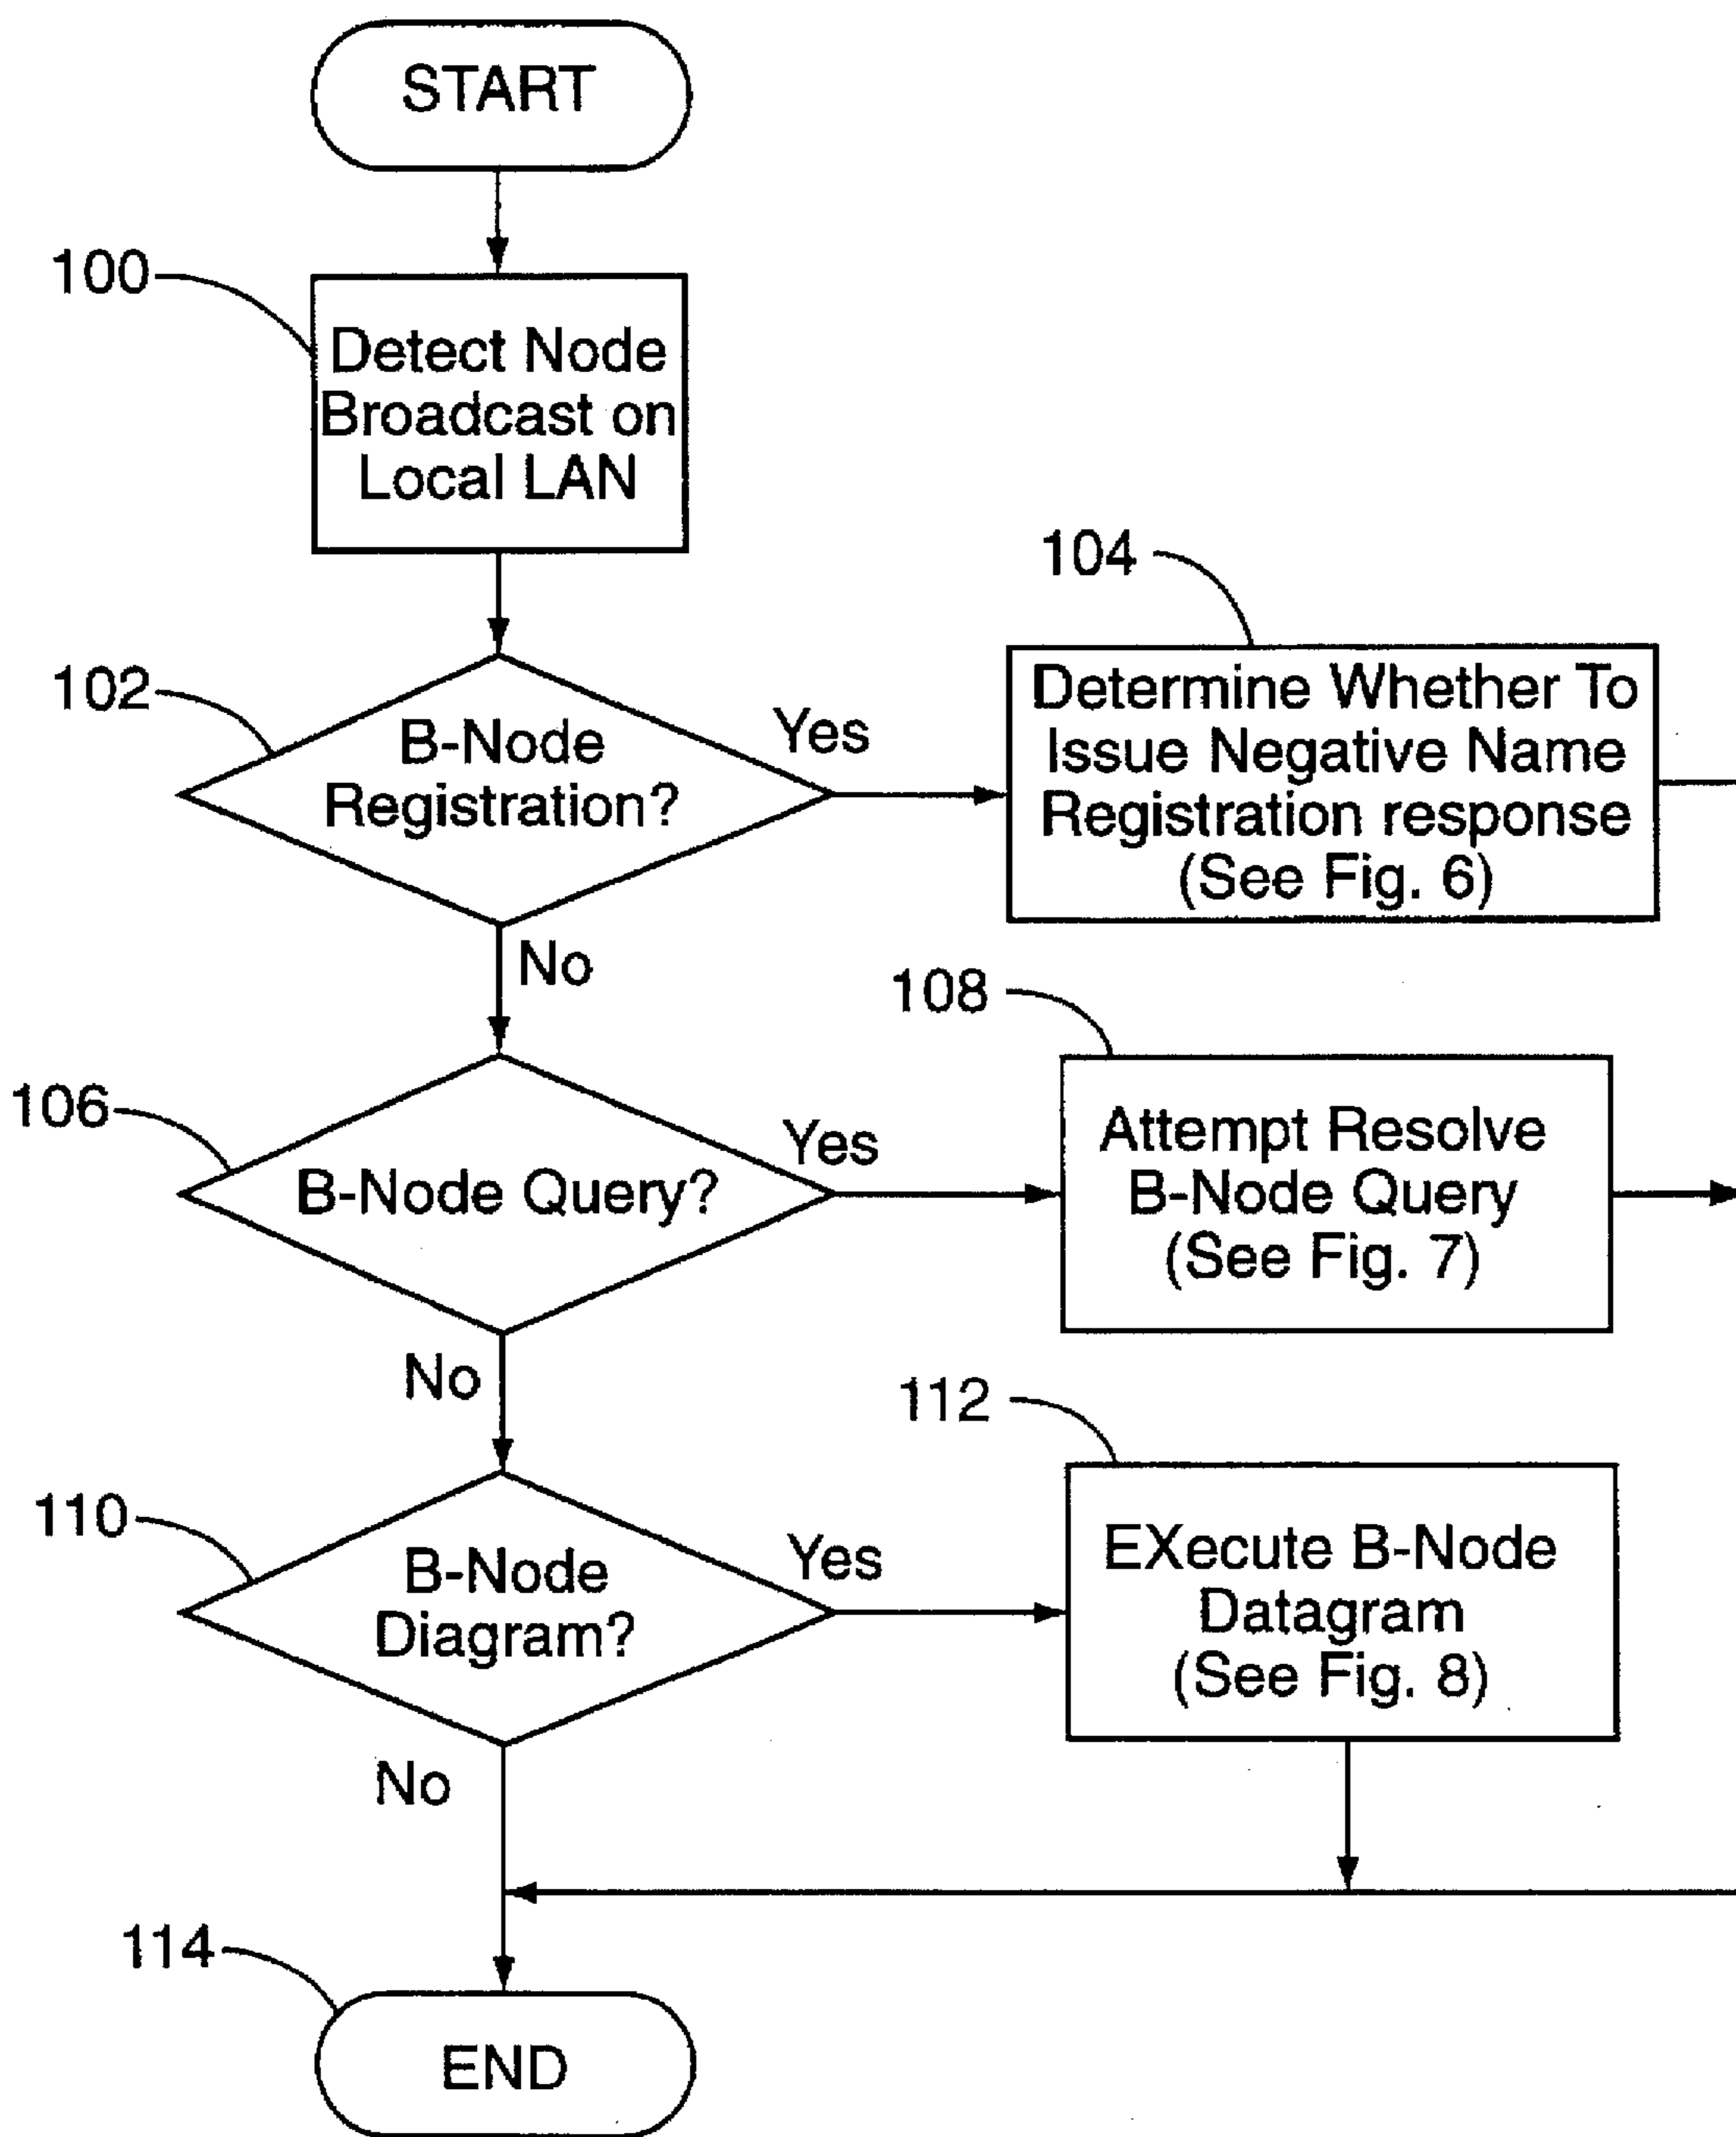 START
100
Detect Node
Broadcast on
Local LAN
102
B-Node
Registration?
Yes
104
Determine Whether To
Issue Negative Name
Registration response
(See Fig. 6)
No
106
B-Node Query?
Yes
108
Attempt Resolve
B-Node Query
(See Fig. 7)
No
110
B-Node
Diagram?
Yes
112
EXecute B-Node
Datagram
(See Fig. 8)
No
114
END